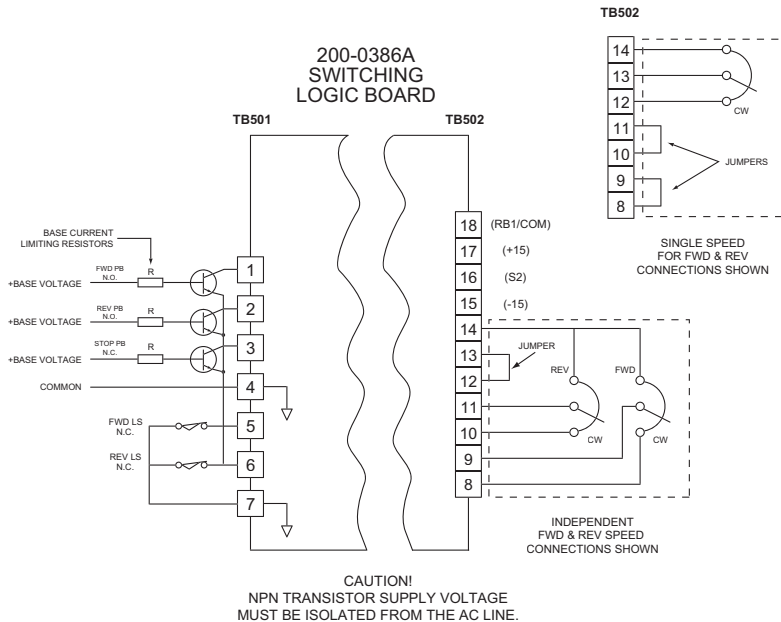 TB502
14
13
12
11
10
9
8
CW
JUMPERS
SINGLE SPEED
FOR FWD & REV
CONNECTIONS SHOWN
200-0386A
SWITCHING
LOGIC BOARD
TB501
TB502
BASE CURRENT
LIMITING RESISTORS
FWD PB
N.O.
R
+BASE VOLTAGE
REV PB
N.O.
R
+BASE VOLTAGE
STOP PB
N.C.
R
+BASE VOLTAGE
COMMON
FWD LS
N.C.
REV LS
N.C.
1
2
3
4
5
6
7
18 (RB1/COM)
17 (+15)
16 (S2)
15 (-15)
14
13
12
11
10
9
8
JUMPER
REV
FWD
CW
CW
INDEPENDENT
FWD & REV SPEED
CONNECTIONS SHOWN
CAUTION!
NPN TRANSISTOR SUPPLY VOLTAGE
MUST BE ISOLATED FROM THE AC LINE.